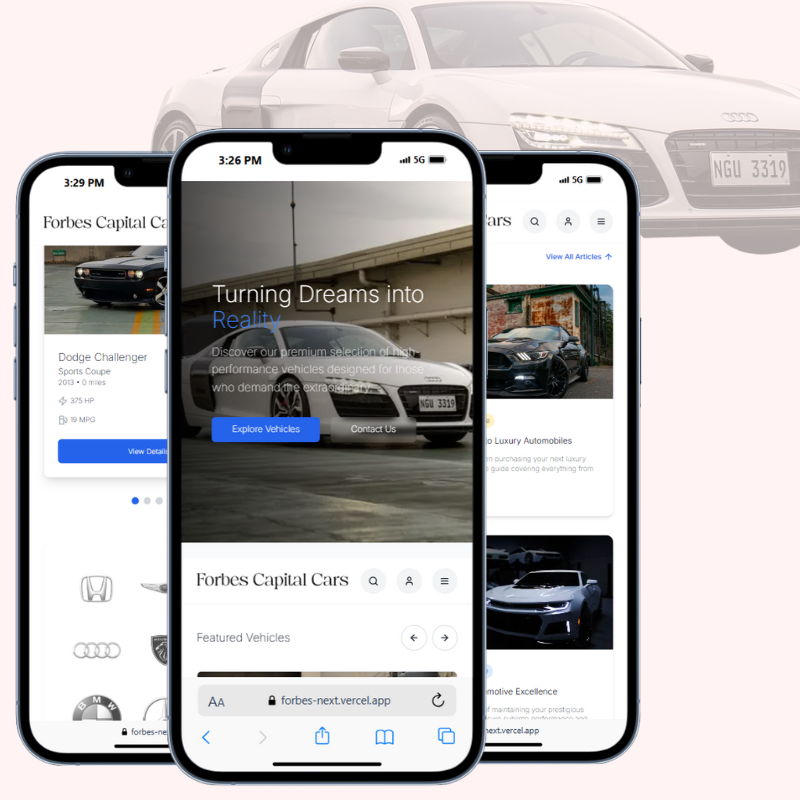 NGU 3319
3:29 PM
Forbes Capital Ca
Dodge Challenger
Sports Coupe
2013 • 0 miles
375 HP
19 MPG
View Details
BMW
forbes-ne
3:26 PM
5G
Turning Dreams into
Reality
Discover our premium selection of high-
performance vehicles designed for those
who demand the extraordinary.
Explore Vehicles
Contact Us
NGU 3319
Forbes Capital Cars
Featured Vehicles
AA
forbes-next.vercel.app
5G
ars
View All Articles
o Luxury Automobiles
n purchasing your next luxury
guide covering everything from
motive Excellence
of maintaining your prestigious
next.vercel.app